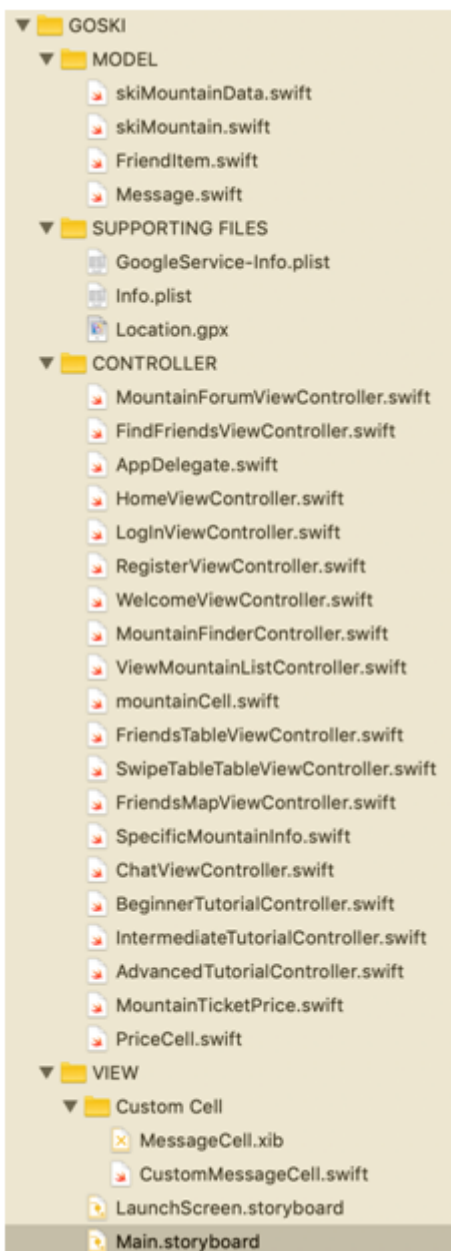 GOSKI
MODEL
skiMountainData.swift
skiMountain.swift
FriendItem.swift
Message.swift
SUPPORTING FILES
GoogleService-Info.plist
Info.plist
Location.gpx
CONTROLLER
MountainForumViewController.swift
FindFriendsViewController.swift
AppDelegate.swift
HomeViewController.swift
LogInViewController.swift
RegisterViewController.swift
WelcomeViewController.swift
MountainFinderController.swift
ViewMountainListController.swift
mountainCell.swift
FriendsTableViewController.swift
SwipeTableTableViewController.swift
FriendsMapViewController.swift
SpecificMountainInfo.swift
ChatViewController.swift
BeginnerTutorialController.swift
IntermediateTutorialController.swift
AdvancedTutorialController.swift
MountainTicketPrice.swift
PriceCell.swift
VIEW
Custom Cell
MessageCell.xib
CustomMessageCell.swift
LaunchScreen.storyboard
Main.storyboard